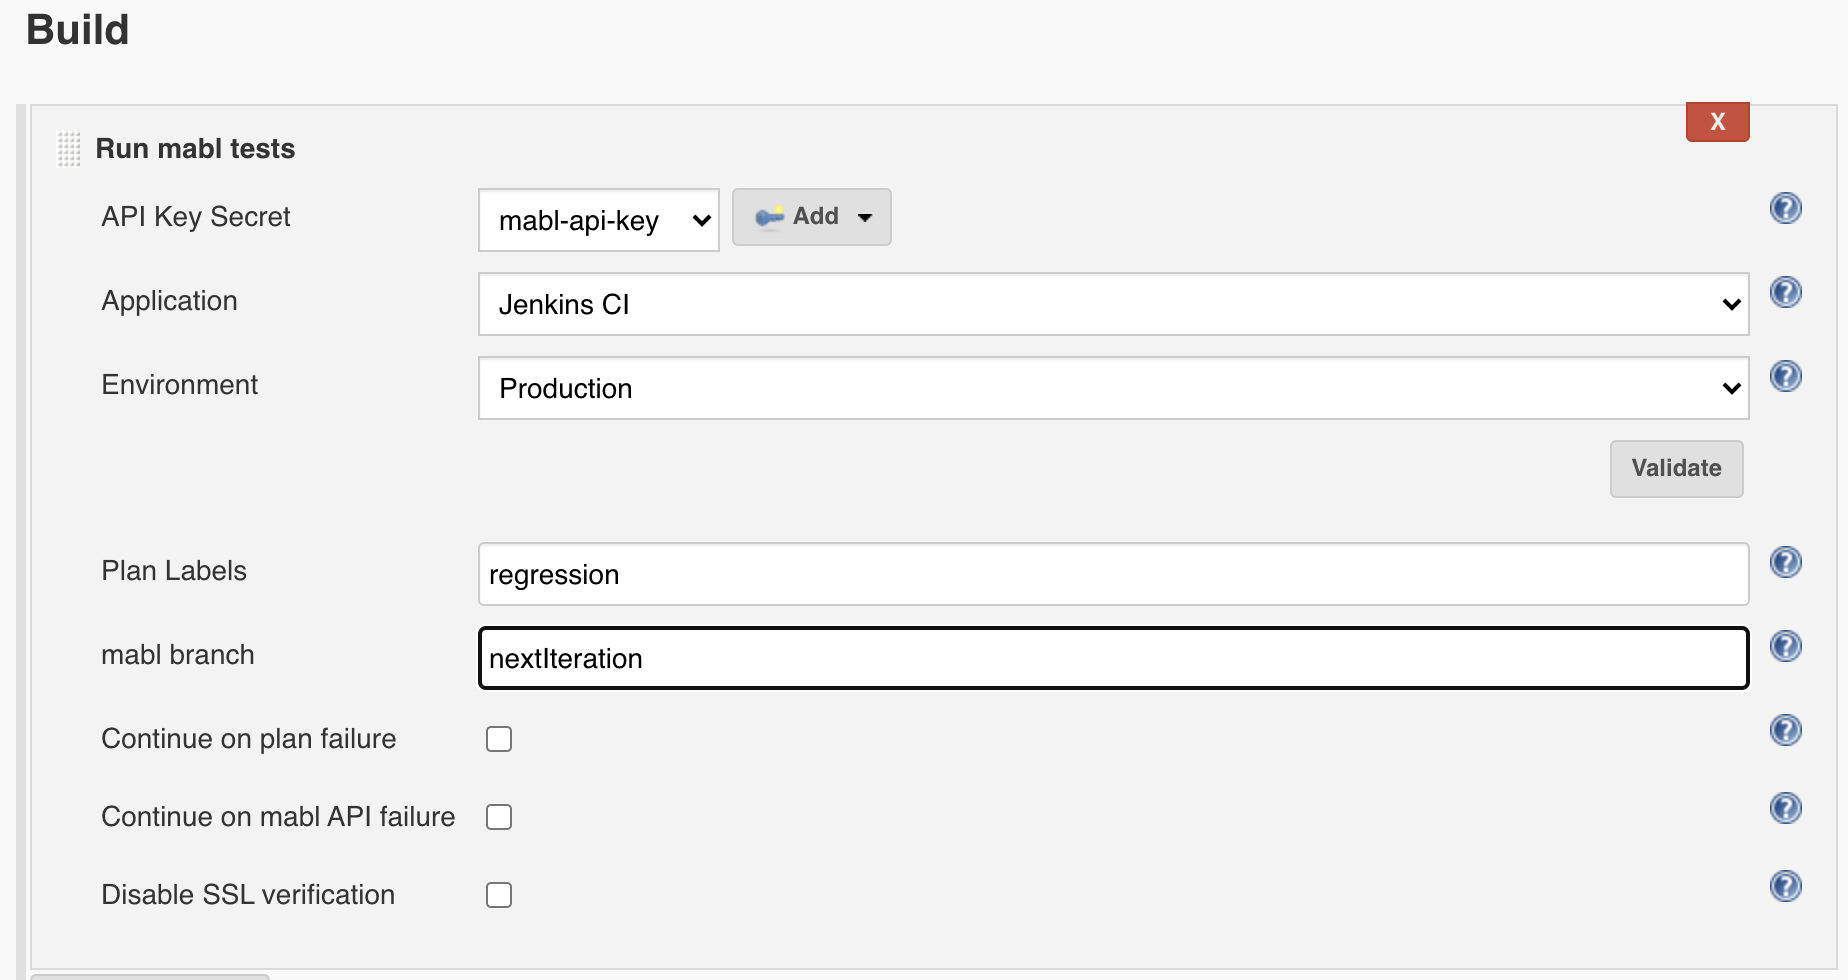 Build
Run mabl tests
X
API Key Secret
mabl-api-key
Add
?
Application
Jenkins CI
?
Environment
Production
?
Validate
Plan Labels
regression
?
mabl branch
nextIteration
?
Continue on plan failure
?
Continue on mabl API failure
?
Disable SSL verification
?